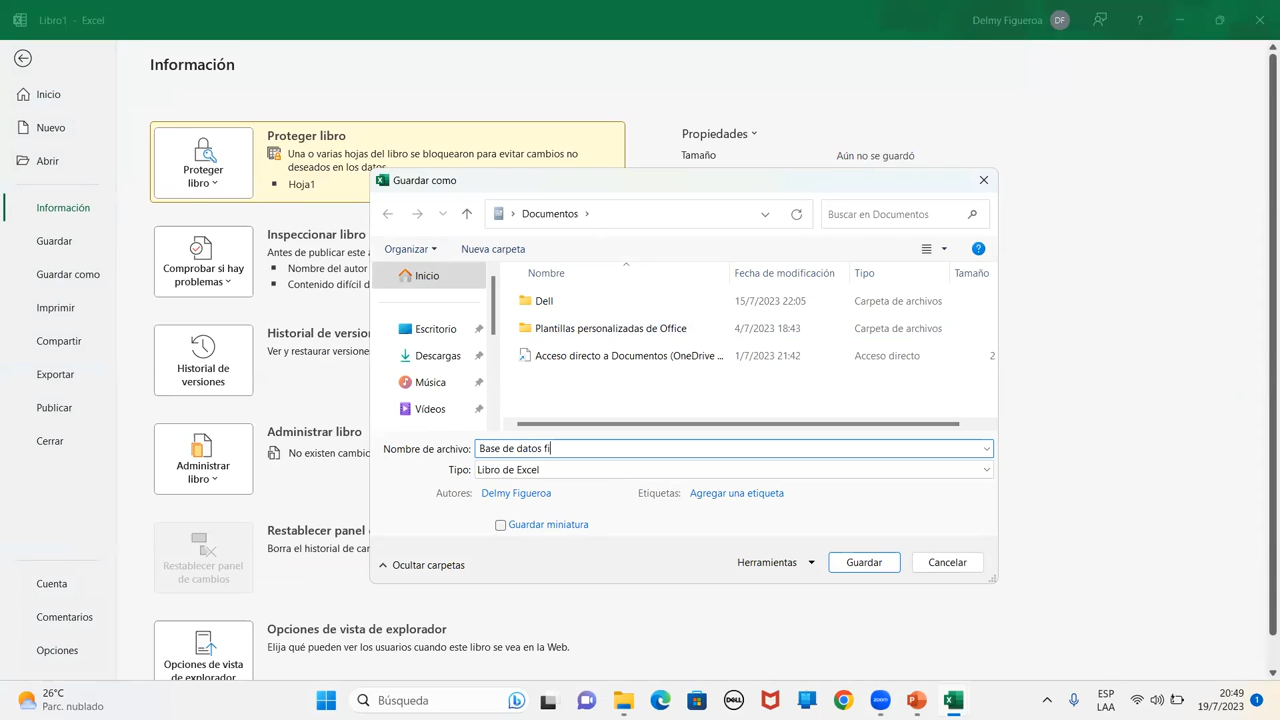 Libro1 - Excel
Delmy Figueroa DF
?
Información
Inicio
Nuevo
Abrir
Información
Guardar
Guardar como
Imprimir
Compartir
Exportar
Publicar
Cerrar
Cuenta
Comentarios
Opciones
Proteger libro
Proteger libro
Una o varias hojas del libro se bloquearon para evitar cambios no
deseados en los datos
Hoja1
Propiedades
Tamaño Aún no se guardó
Comprobar si hay problemas
Inspeccionar libro
Antes de publicar este
Nombre del autor
Contenido difícil d
Historial de versiones
Historial de version
Ver y restaurar versione
Administrar libro
Administrar libro
No existen cambio
Restablecer panel de cambios
Restablecer panel
Borra el historial de ca
Opciones de vista de explorador
Opciones de vista de explorador
Elija qué pueden ver los usuarios cuando este libro se vea en la Web.
Guardar como
Documentos
Buscar en Documentos
Organizar
Nueva carpeta
?
Inicio
Escritorio
Descargas
Música
Vídeos
Nombre Fecha de modificación Tipo Tamaño
Dell 15/7/2023 22:05 Carpeta de archivos
Plantillas personalizadas de Office 4/7/2023 18:43 Carpeta de archivos
Acceso directo a Documentos (OneDrive ... 1/7/2023 21:42 Acceso directo 2
Nombre de archivo: Base de datos fi
Tipo: Libro de Excel
Autores: Delmy Figueroa Etiquetas: Agregar una etiqueta
Guardar miniatura
Ocultar carpetas
Herramientas
Guardar
Cancelar
26°C
Parc. nublado
Búsqueda
DELL
zoom
ESP
LAA
20:49
19/7/2023
1